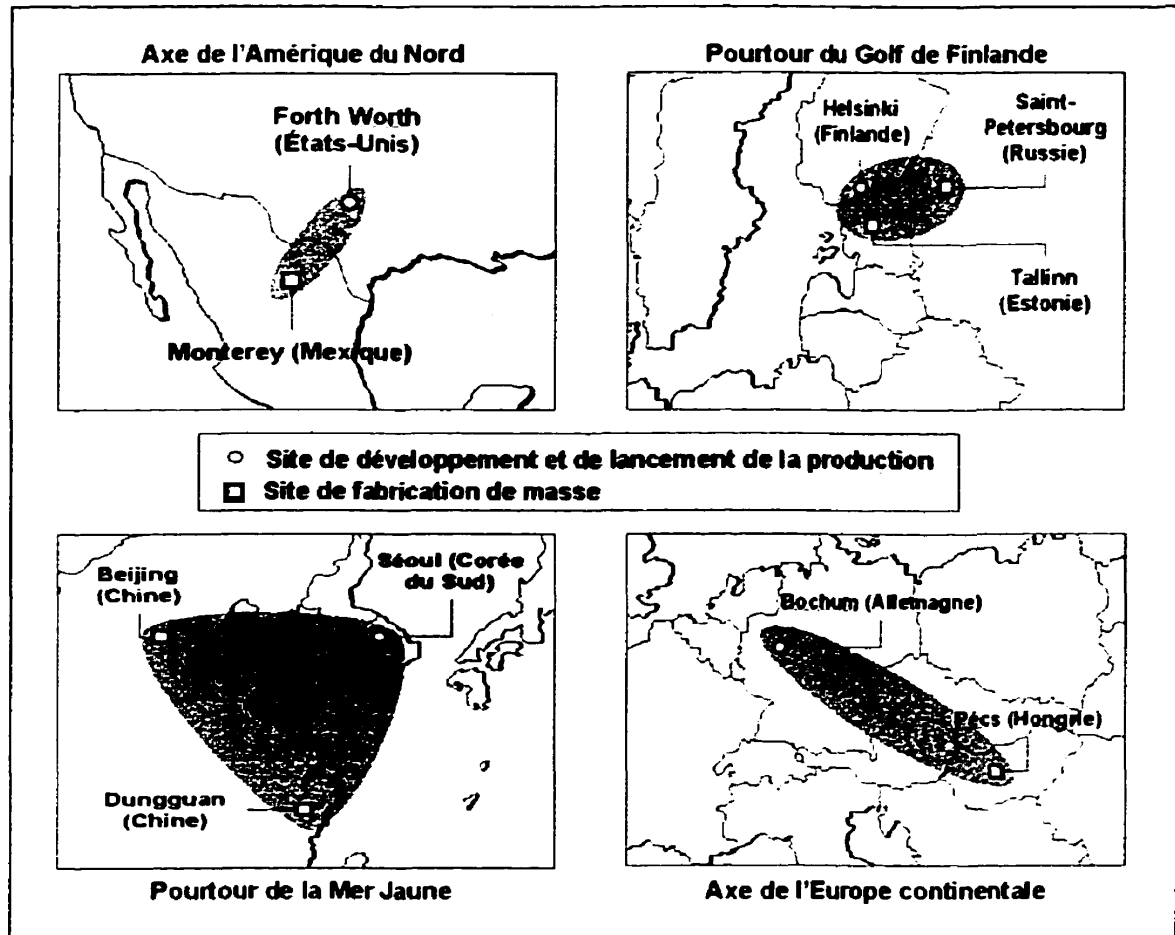 Axe de l'Amérique du Nord
Forth Worth
(États-Unis)
Monterey (Mexique)
Pourtour du Golf de Finlande
Helsinki
(Finlande)
Saint-
Petersbourg
(Russie)
Tallinn
(Estonie)
Site de développement et de lancement de la production
Site de fabrication de masse
Beijing
(Chine)
Séoul (Corée
du Sud)
Dungguan
(Chine)
Pourtour de la Mer Jaune
Bochum (Allemagne)
Pécs (Hongrie)
Axe de l'Europe continentale